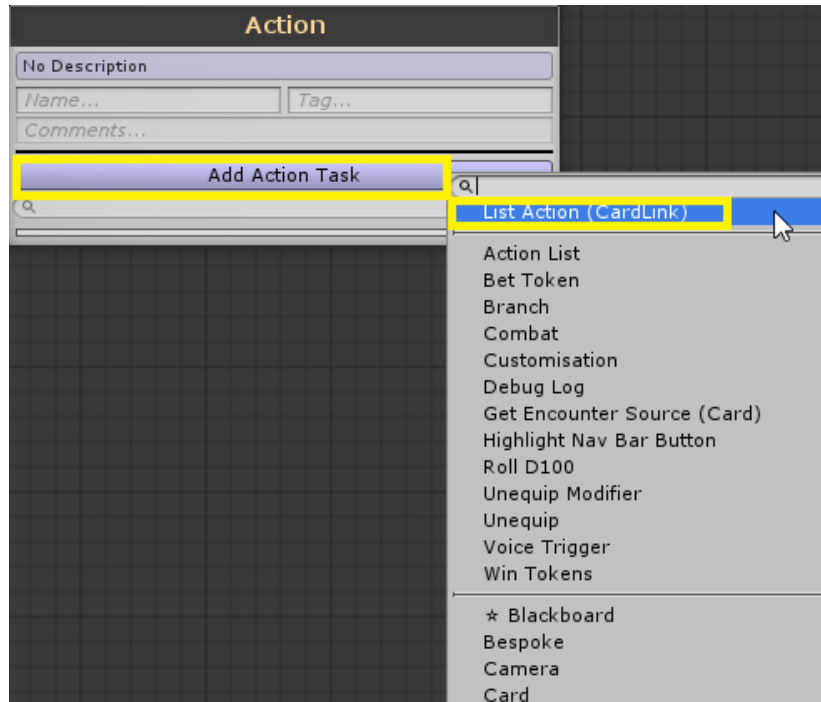 Action
No Description
Name... Tag...
Comments...
Add Action Task
List Action (CardLink)
Action List
Bet Token
Branch
Combat
Customisation
Debug Log
Get Encounter Source (Card)
Highlight Nav Bar Button
Roll D100
Unequip Modifier
Unequip
Voice Trigger
Win Tokens
☆ Blackboard
Bespoke
Camera
Card